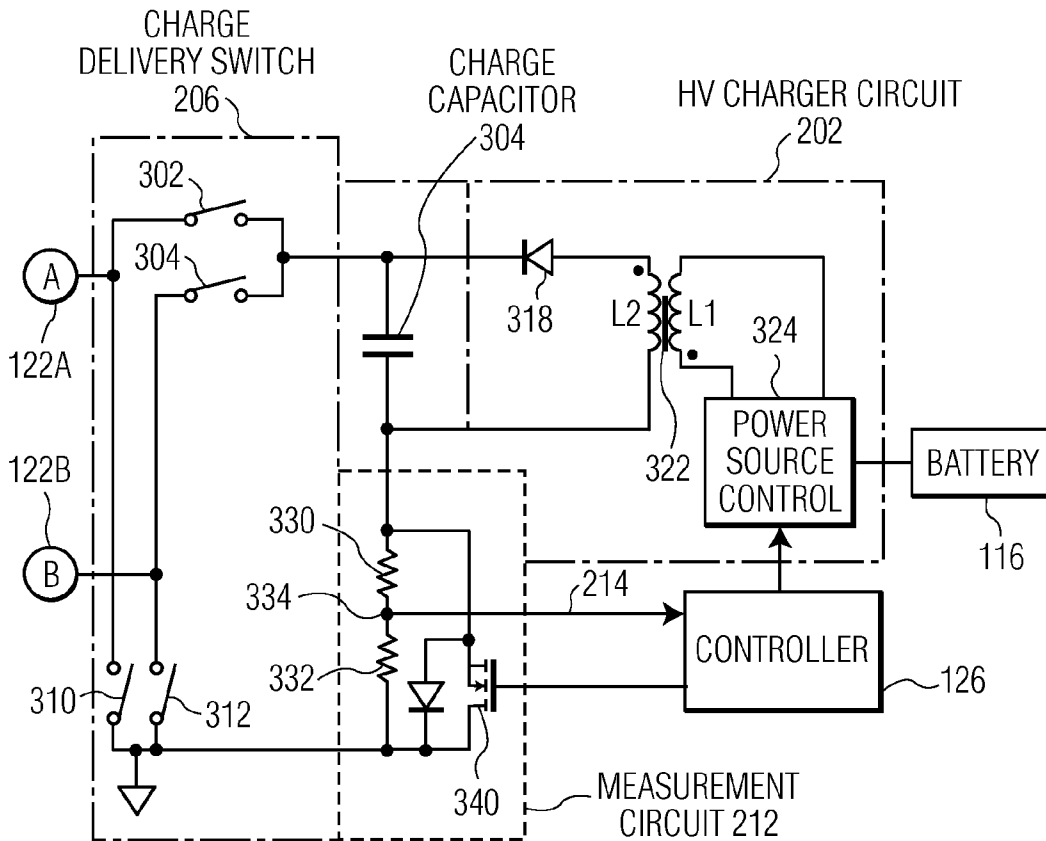 CHARGE
DELIVERY SWITCH
206
CHARGE
CAPACITOR
304
HV CHARGER CIRCUIT
202
302
304
A
122A
318
L2
L1
324
322
POWER
SOURCE
CONTROL
BATTERY
116
122B
B
330
334
332
214
CONTROLLER
126
310
312
340
MEASUREMENT
CIRCUIT 212